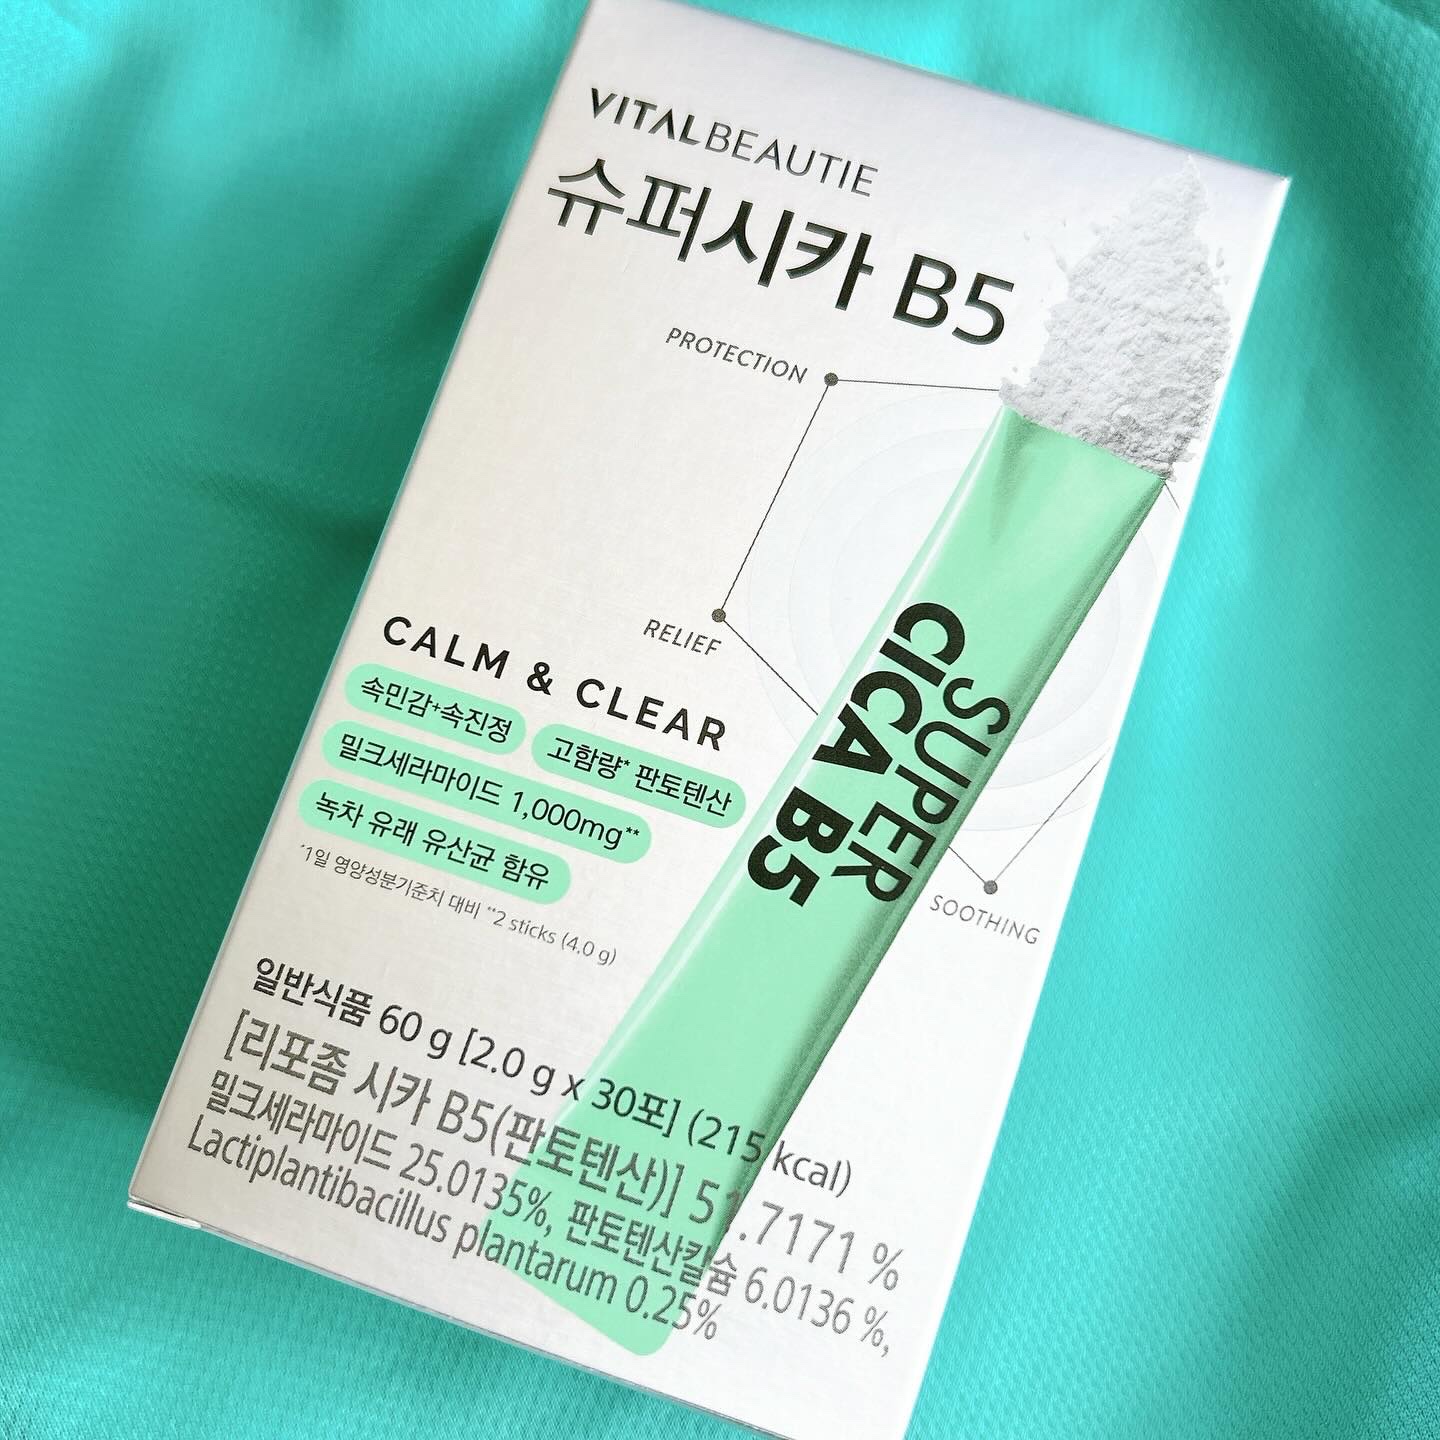 VITALBEAUTIE
슈퍼시카 B5
PROTECTION
RELIEF
SUPER
CICA B5
SOOTHING
CALM & CLEAR
속민감+속진정
고함량* 판토텐산
밀크세라마이드 1,000mg**
녹차 유래 유산균 함유
*1일 영양성분기준치 대비 **2 sticks (4.0 g)
일반식품 60 g [2.0 g x 30포] (215 kcal)
[리포좀 시카 B5(판토텐산)] 51.7171 %
밀크세라마이드 25.0135%, 판토텐산칼슘 6.0136 %,
Lactiplantibacillus plantarum 0.25%